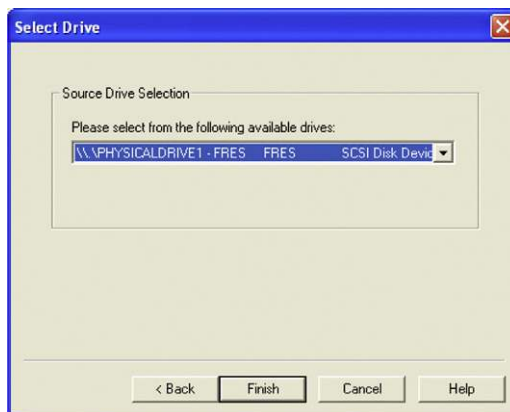 Select Drive
Source Drive Selection
Please select from the following available drives:
\\.\PHYSICALDRIVE1 - FRES FRES SCSI Disk Devic
< Back Finish Cancel Help